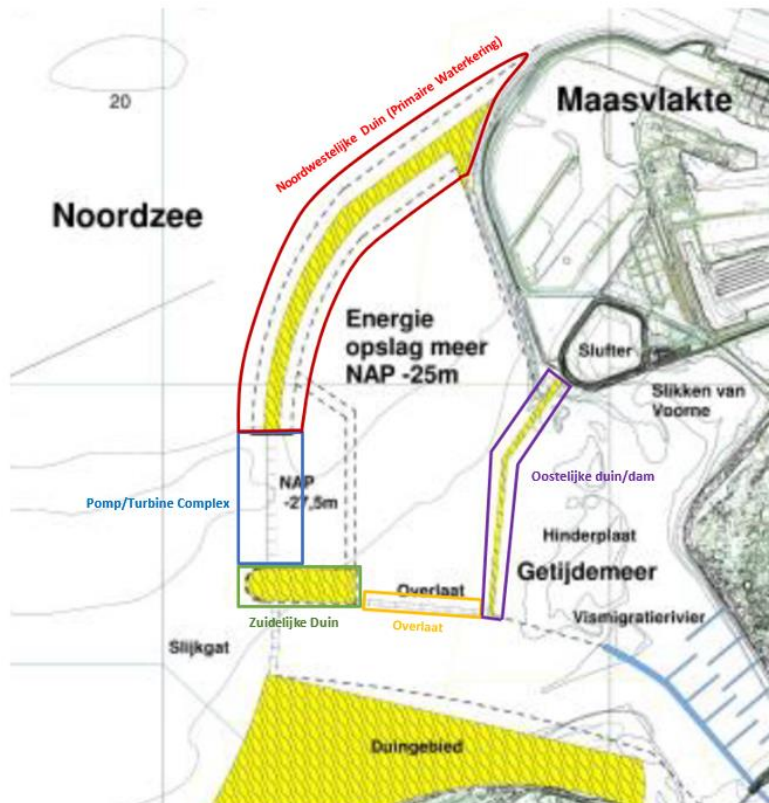 Noordwestelijke Duin (Primaire Waterkering)
Maasvlakte
20
Noordzee
Energie
opslag meer
NAP -25m
Slufter
Slikken van
Voorne
Oostelijke duin/dam
NAP
-27,5m
Pomp/Turbine Complex
Hinderplaat
Getijdemeer
Overlaat
Vismigratierivier
Zuidelijke Duin
Overlaat
Slijkgat
Duingebied